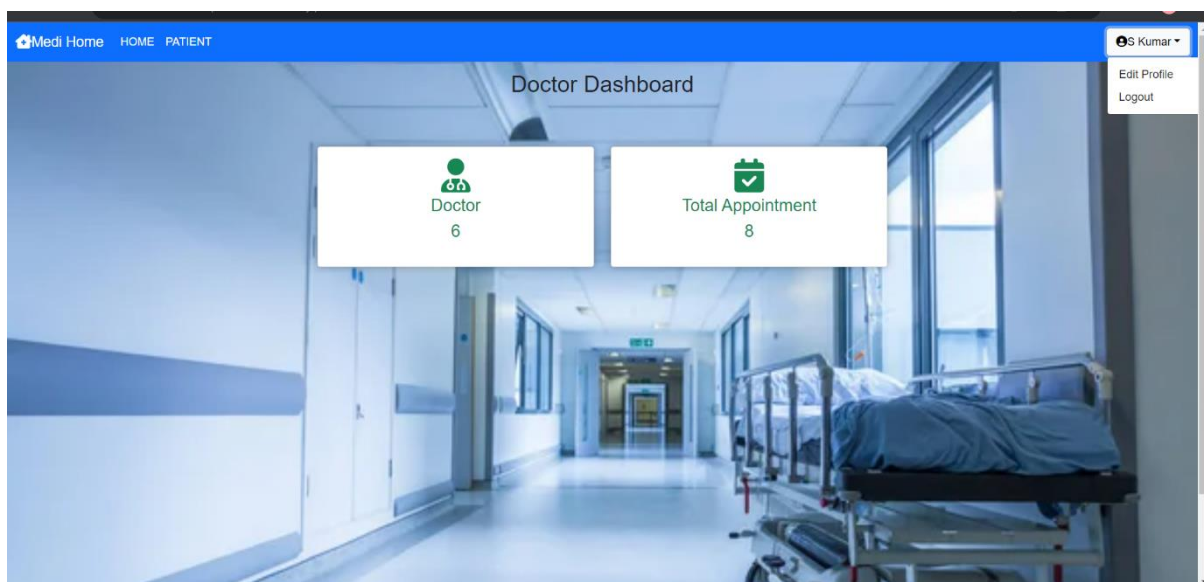 Medi Home HOME PATIENT S Kumar
Edit Profile
Logout
Doctor Dashboard
Doctor
6
Total Appointment
8